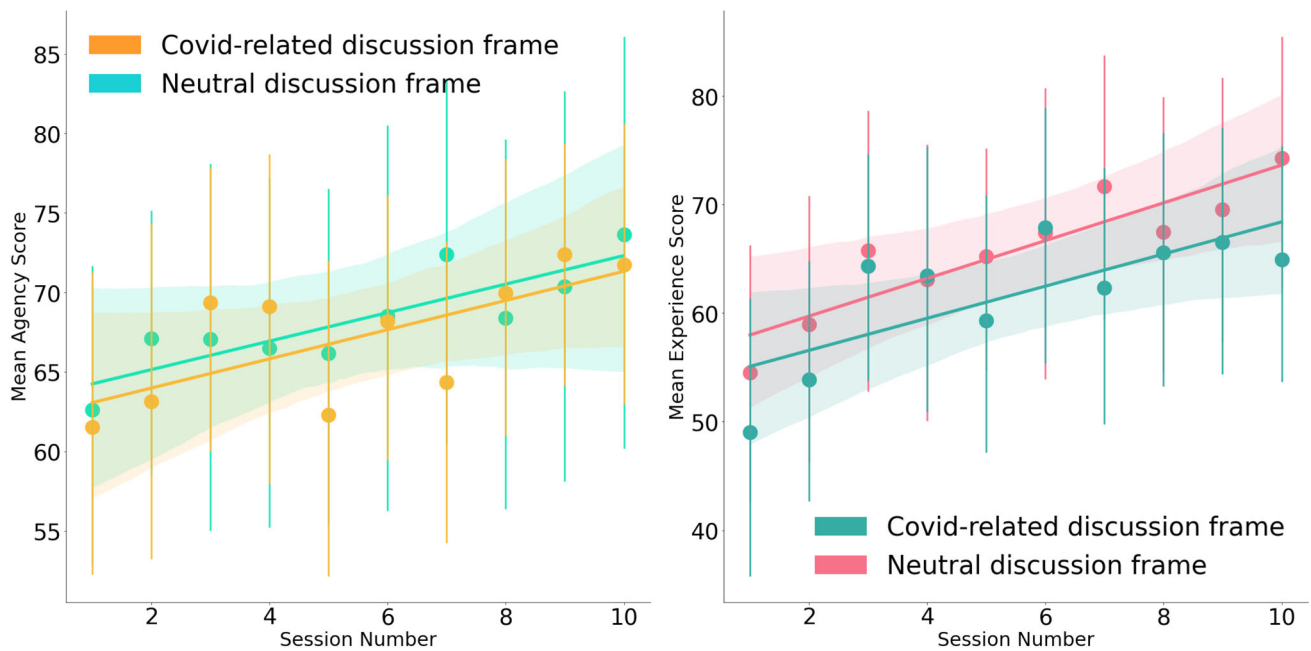 Covid-related discussion frame
Neutral discussion frame
85
80
75
70
65
60
55
Mean Agency Score
2 4 6 8 10
Session Number
80
70
60
50
40
Mean Experience Score
Covid-related discussion frame
Neutral discussion frame
2 4 6 8 10
Session Number